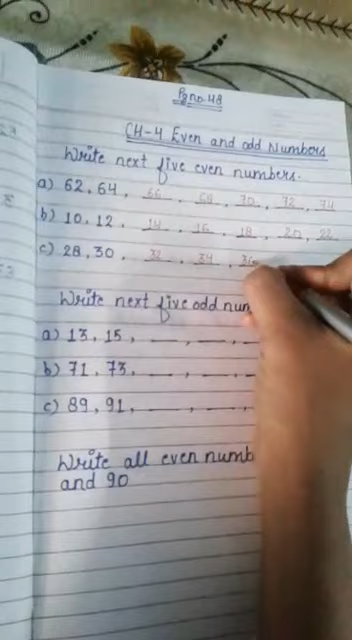 Pg no. 48
CH-4 Even and odd Numbers
Write next five even numbers.
a) 62, 64, 66, 68, 70, 72, 74
b) 10, 12, 14, 16, 18, 20, 22
c) 28, 30, 32, 34, 36
Write next five odd num
a) 13, 15,
b) 71, 73,
c) 89, 91,
Write all even numb
and 90